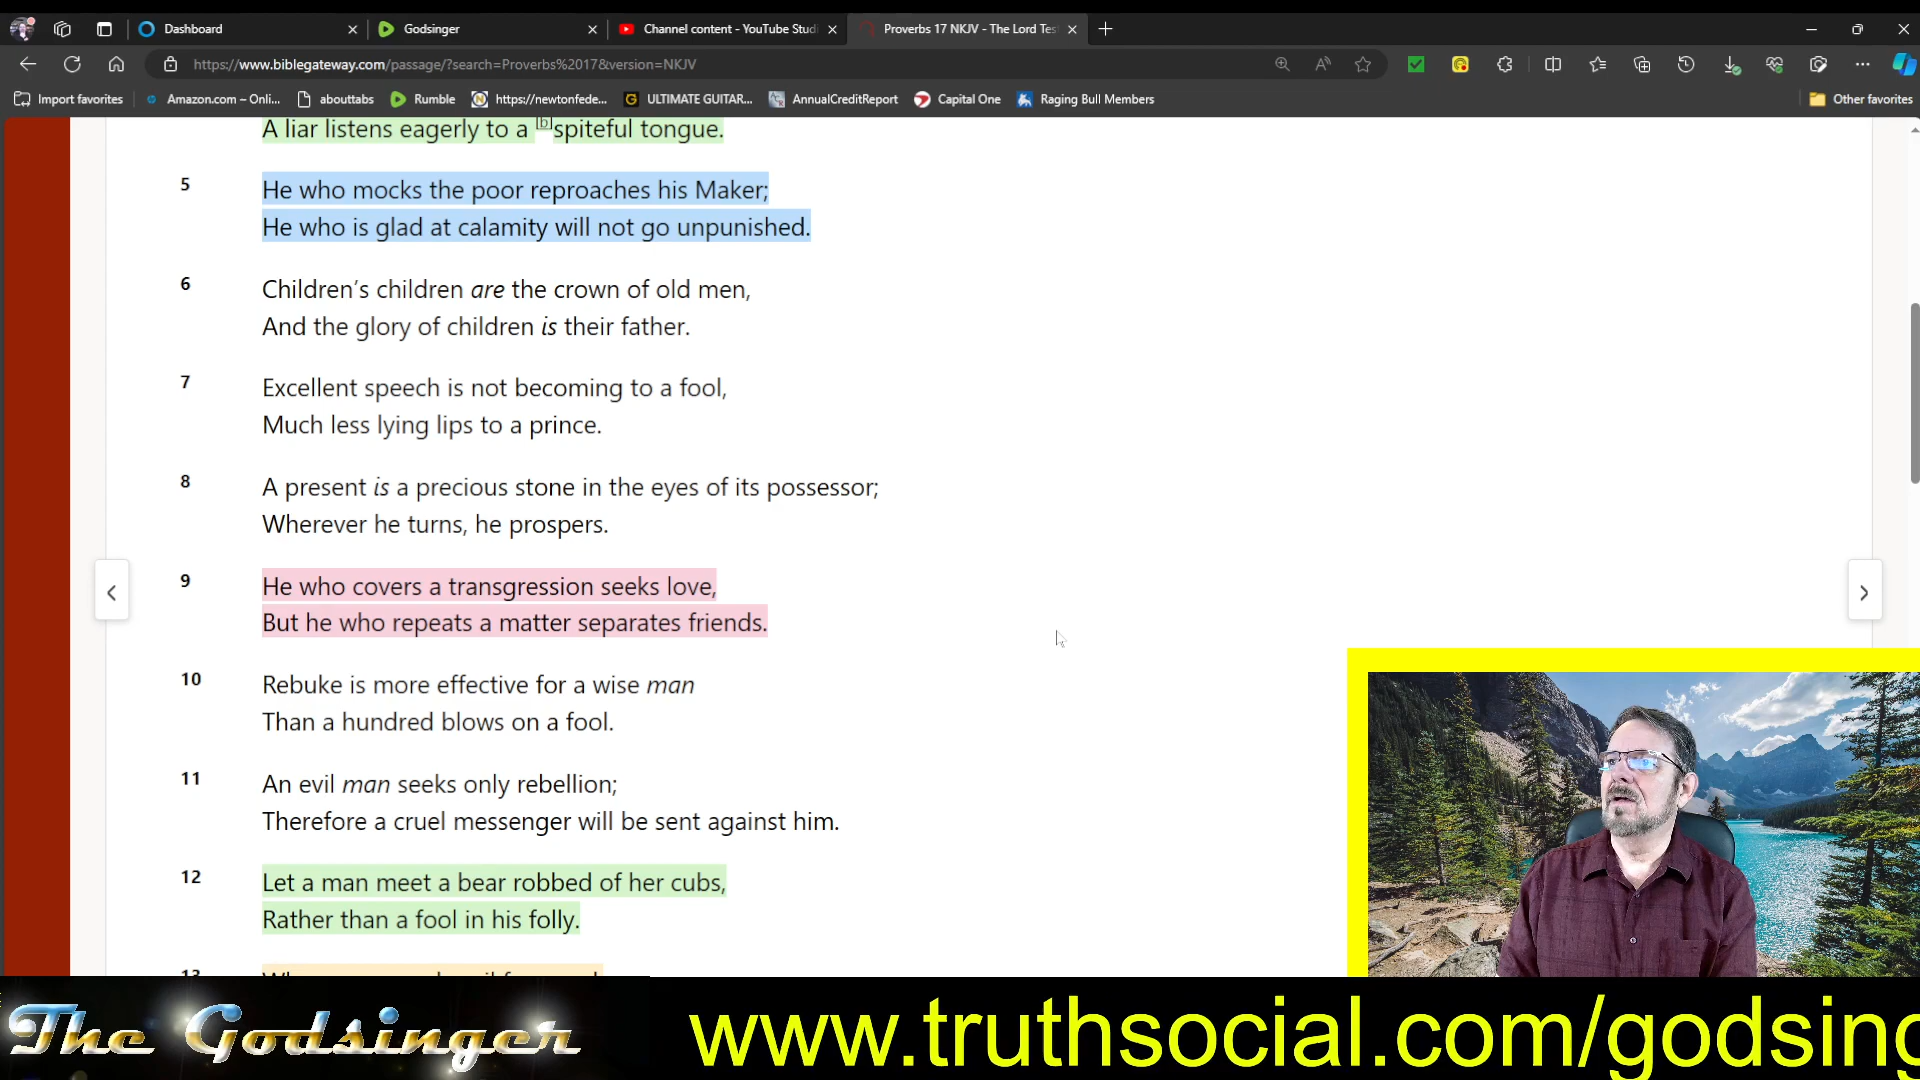 Dashboard
Godsinger
Channel content - YouTube Studi
Proverbs 17 NKJV - The Lord Tes
https://www.biblegateway.com/passage/?search=Proverbs%2017&version=NKJV
Import favorites
Amazon.com – Onli...
abouttabs
Rumble
https://newtonfede...
ULTIMATE GUITAR...
AnnualCreditReport
Capital One
Raging Bull Members
Other favorites
A liar listens eagerly to a [b]spiteful tongue.
5 He who mocks the poor reproaches his Maker;
He who is glad at calamity will not go unpunished.
6 Children’s children are the crown of old men,
And the glory of children is their father.
7 Excellent speech is not becoming to a fool,
Much less lying lips to a prince.
8 A present is a precious stone in the eyes of its possessor;
Wherever he turns, he prospers.
9 He who covers a transgression seeks love,
But he who repeats a matter separates friends.
10 Rebuke is more effective for a wise man
Than a hundred blows on a fool.
11 An evil man seeks only rebellion;
Therefore a cruel messenger will be sent against him.
12 Let a man meet a bear robbed of her cubs,
Rather than a fool in his folly.
13
The Godsinger
www.truthsocial.com/godsing